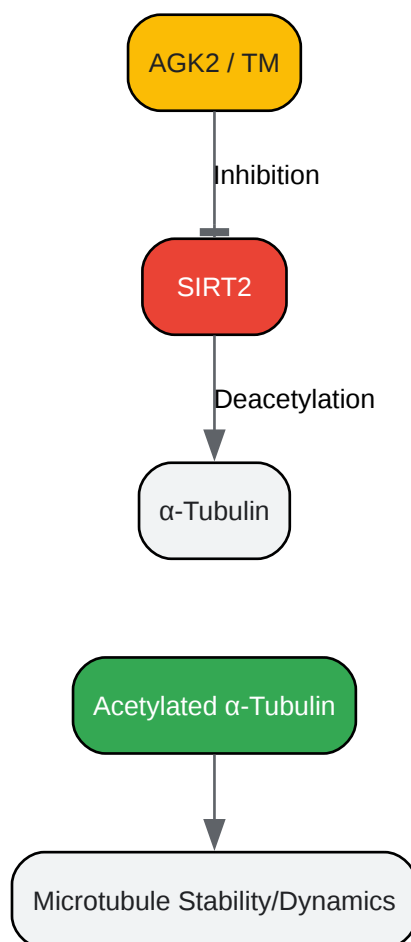 AGK2 / TM
Inhibition
SIRT2
Deacetylation
α-Tubulin
Acetylated α-Tubulin
Microtubule Stability/Dynamics